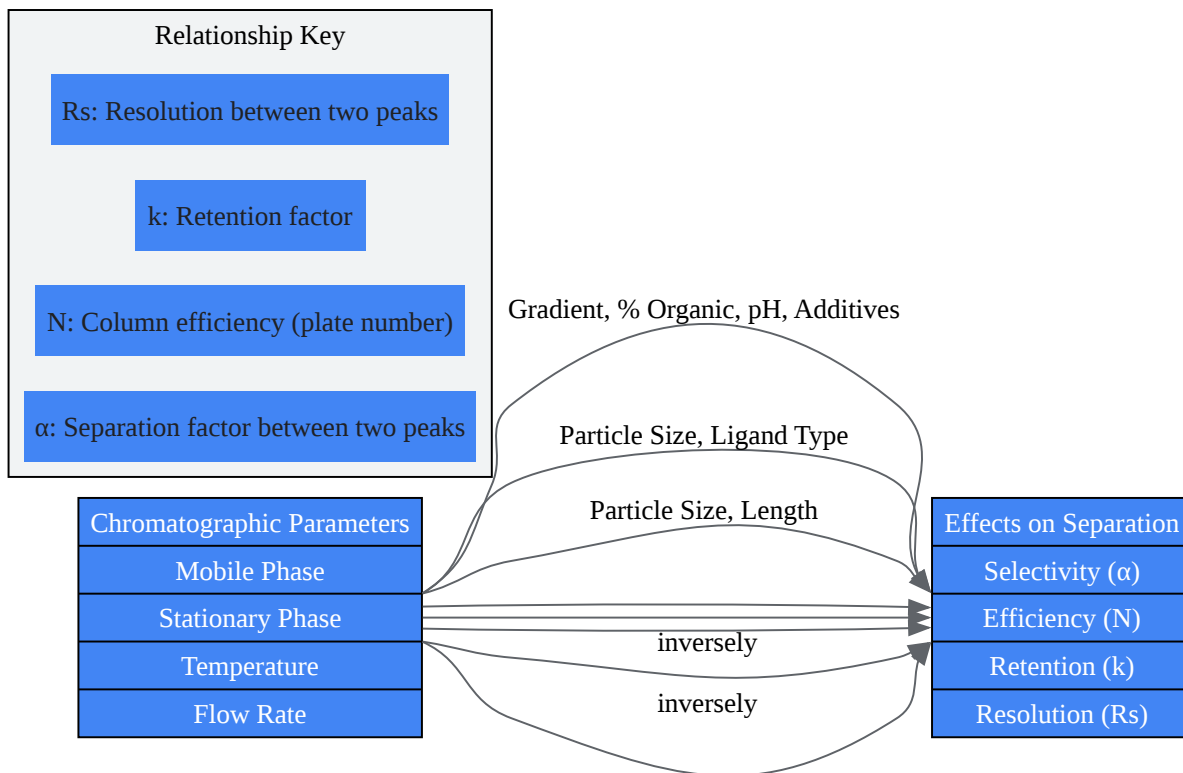 Relationship Key
Rs: Resolution between two peaks
k: Retention factor
N: Column efficiency (plate number)
α: Separation factor between two peaks
Gradient, % Organic, pH, Additives
Particle Size, Ligand Type
Particle Size, Length
inversely
inversely
Chromatographic Parameters
Mobile Phase
Stationary Phase
Temperature
Flow Rate
Effects on Separation
Selectivity (α)
Efficiency (N)
Retention (k)
Resolution (Rs)